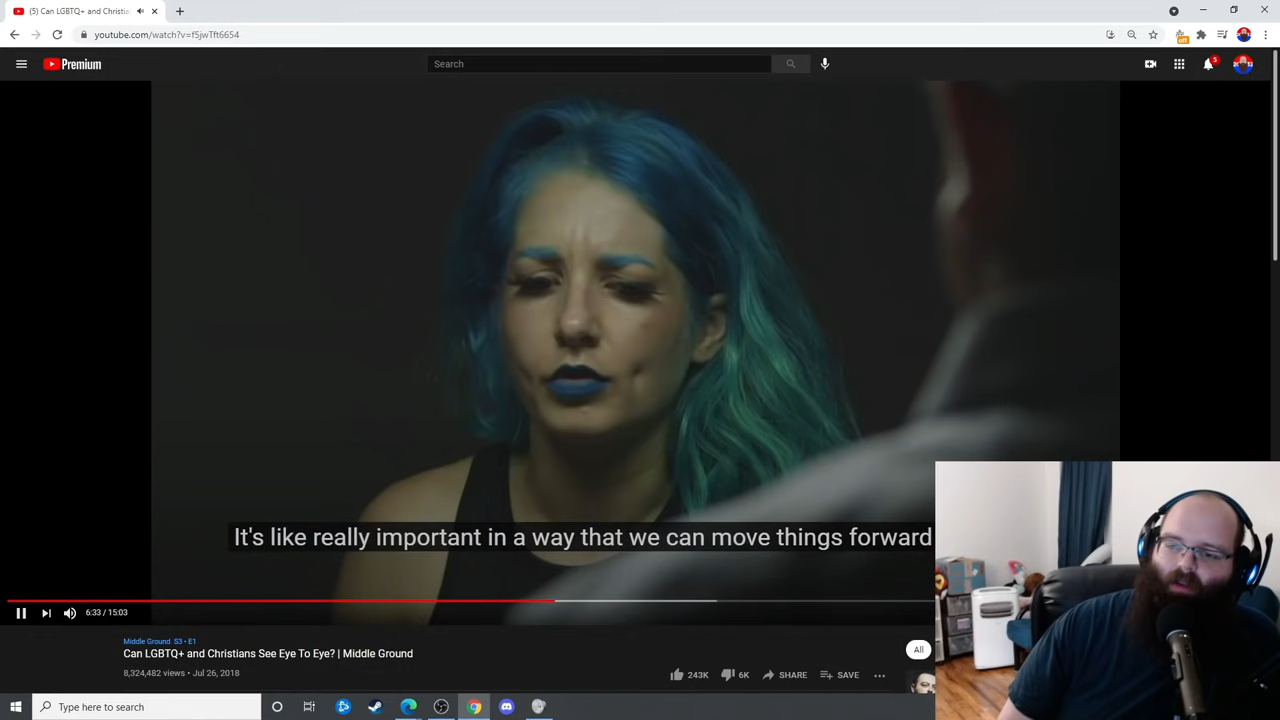 (5) Can LGBTQ+ and Christia
youtube.com/watch?v=f5jwTft6654
off
Premium
Search
5
It's like really important in a way that we can move things forward
6:33 / 15:03
Middle Ground S3 • E1
Can LGBTQ+ and Christians See Eye To Eye? | Middle Ground
8,324,482 views • Jul 26, 2018
243K
6K
SHARE
SAVE
All
Type here to search